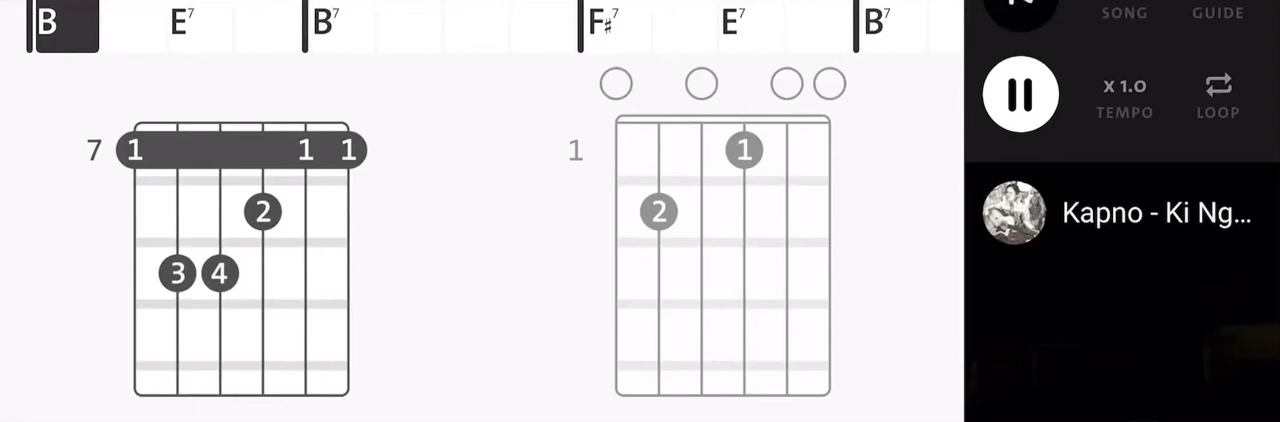 B E7 B7 F#7 E7 B7
SONG GUIDE
x 1.0
TEMPO LOOP
7 1 1 1
1 1
2
2
3 4
Kapno - Ki Ng...